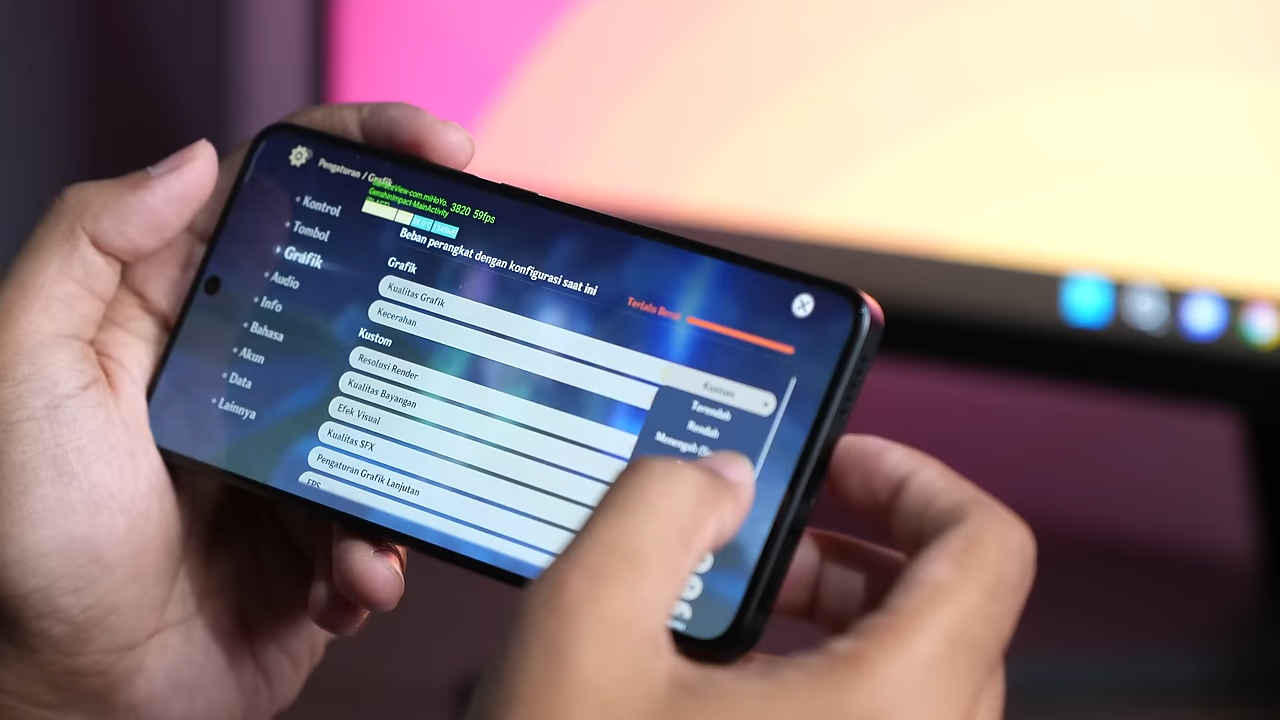 Pengaturan / Grafik
SurfaceView-com.miHoYo. 3820 59fps
GenshinImpact-MainActivity
Kontrol
Tombol
Grafik
Audio
Info
Bahasa
Akun
Data
Lainnya
Beban perangkat dengan konfigurasi saat ini
Terlalu Berat
Grafik
Kualitas Grafik
Kustom
Kecerahan
Terendah
Rendah
Menengah
Kustom
Resolusi Render
Kualitas Bayangan
Efek Visual
Kualitas SFX
Pengaturan Grafik Lanjutan
FPS